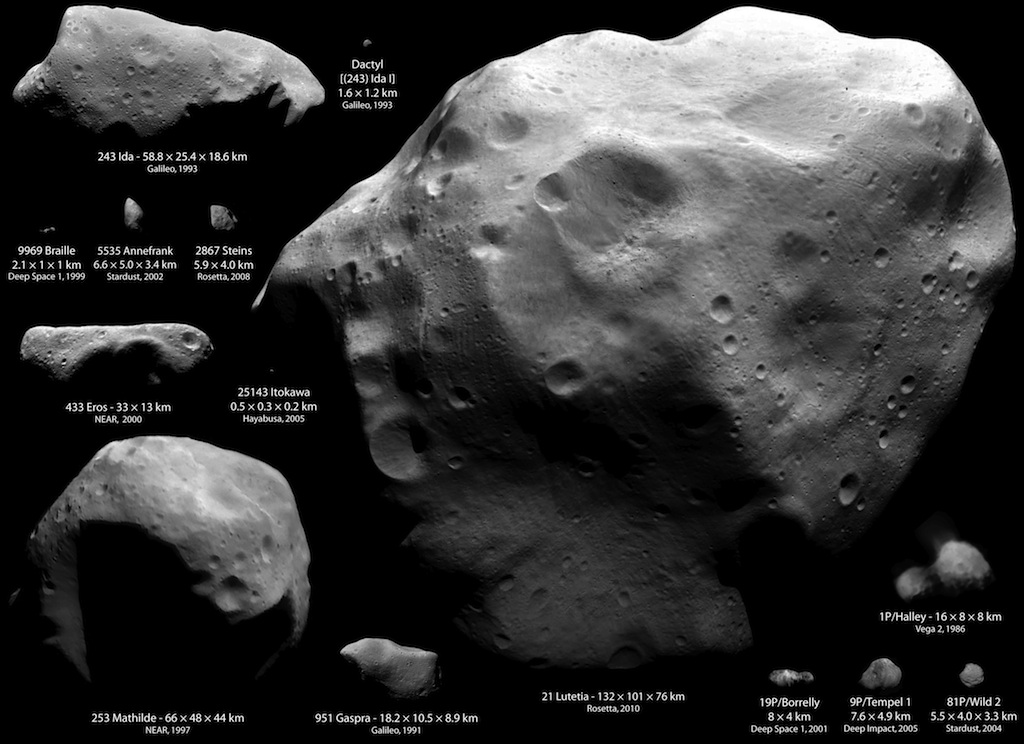 Dactyl
[(243) Ida I]
1.6 × 1.2 km
Galileo, 1993
243 Ida - 58.8 × 25.4 × 18.6 km
Galileo, 1993
9969 Braille
2.1 × 1 × 1 km
Deep Space 1, 1999
5535 Annefrank
6.6 × 5.0 × 3.4 km
Stardust, 2002
2867 Steins
5.9 × 4.0 km
Rosetta, 2008
433 Eros - 33 × 13 km
NEAR, 2000
25143 Itokawa
0.5 × 0.3 × 0.2 km
Hayabusa, 2005
253 Mathilde - 66 × 48 × 44 km
NEAR, 1997
951 Gaspra - 18.2 × 10.5 × 8.9 km
Galileo, 1991
21 Lutetia - 132 × 101 × 76 km
Rosetta, 2010
1P/Halley - 16 × 8 × 8 km
Vega 2, 1986
19P/Borrelly
8 × 4 km
Deep Space 1, 2001
9P/Tempel 1
7.6 × 4.9 km
Deep Impact, 2005
81P/Wild 2
5.5 × 4.0 × 3.3 km
Stardust, 2004